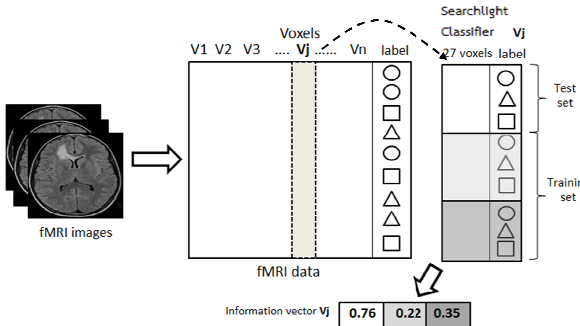 Searchlight
Classifier Vj
27 voxels label
Voxels
V1 V2 V3 .... Vj ...... Vn label
Test
set
Trainin
set
fMRI images
fMRI data
Information vector Vj 0.76 0.22 0.35